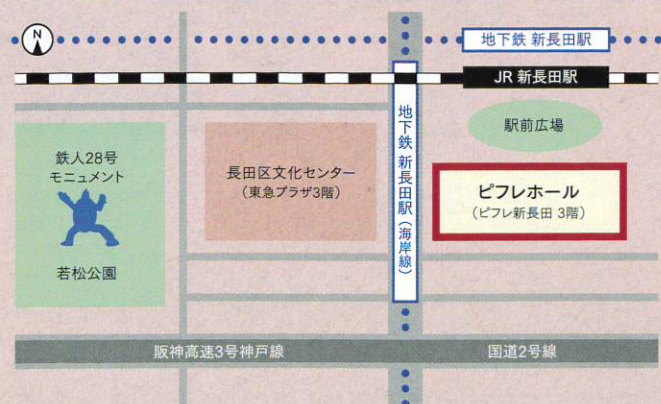 N
地下鉄 新長田駅
JR 新長田駅
駅前広場
鉄人28号
モニュメント
若松公園
長田区文化センター
（東急プラザ3階）
地下鉄 新長田駅（海岸線）
ピフレホール
（ピフレ新長田 3階）
阪神高速3号神戸線
国道2号線